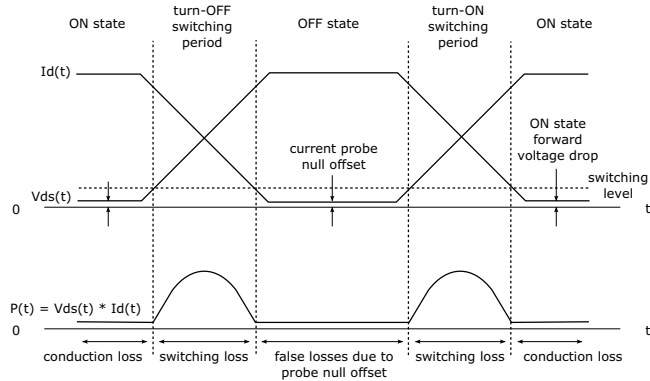 ON state
turn-OFF
switching
period
OFF state
turn-ON
switching
period
ON state
Id(t)
current probe
null offset
ON state
forward
voltage drop
switching
level
Vds(t)
0
t
P(t) = Vds(t) * Id(t)
0
t
conduction loss
switching loss
false losses due to
probe null offset
switching loss
conduction loss